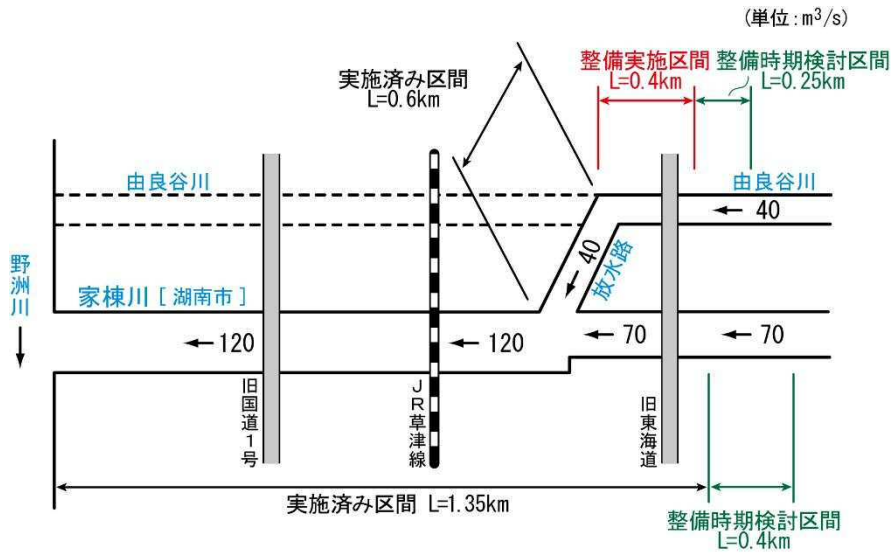 (単位:m³/s)
整備実施区間
L=0.4km
整備時期検討区間
L=0.25km
実施済み区間
L=0.6km
由良谷川
由良谷川
40
40
放水路
野洲川
家棟川 [ 湖南市 ]
120
120
70
70
旧国道1号
JR草津線
旧東海道
実施済み区間 L=1.35km
整備時期検討区間
L=0.4km